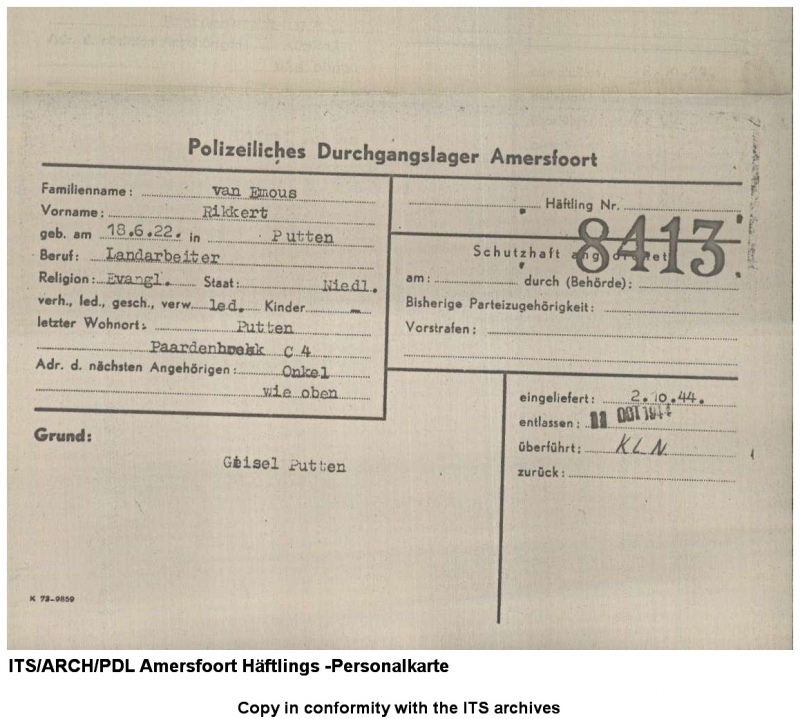 Polizeiliches Durchgangslager Amersfoort
Familienname: van Emous
Vorname: Rikkert
geb. am 18.6.22. in Putten
Beruf: Landarbeiter
Religion: Evangl. Staat: Niedl.
verh., led., gesch., verw. led. Kinder –
letzter Wohnort: Putten
C 4
Adr. d. nächsten Angehörigen: Onkel
wie oben
Häftling Nr.
8413
Schutzhaft
am: durch (Behörde):
Bisherige Parteizugehörigkeit:
Vorstrafen:
eingeliefert: 2.10.44.
entlassen: 11 OCT 1944
überführt: K L N
zurück:
Grund:
Geisel Putten
K 73-9859
ITS/ARCH/PDL Amersfoort Häftlings -Personalkarte
Copy in conformity with the ITS archives